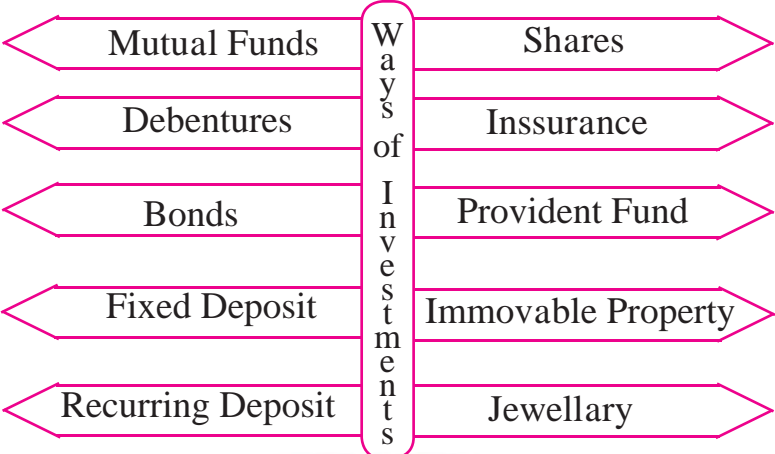 Ways of Investments
Mutual Funds
Shares
Debentures
Inssurance
Bonds
Provident Fund
Fixed Deposit
Immovable Property
Recurring Deposit
Jewellary